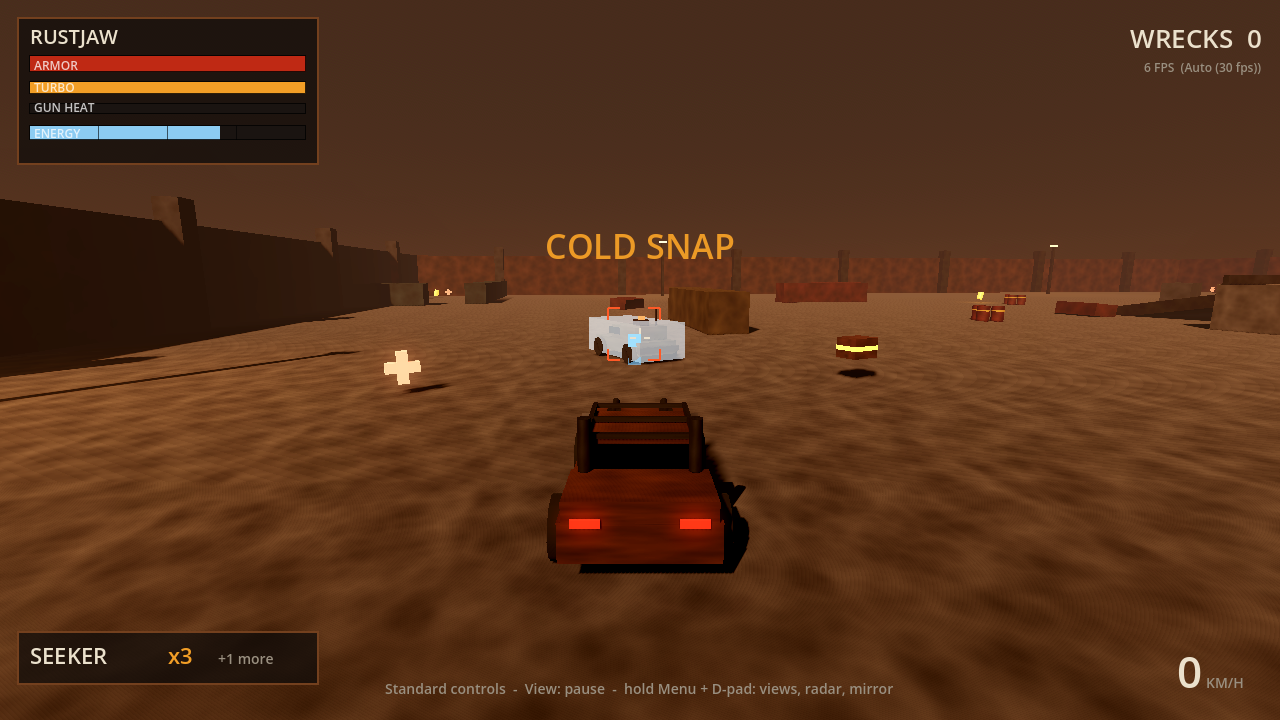 RUSTJAW
ARMOR
TURBO
GUN HEAT
ENERGY
WRECKS 0
6 FPS (Auto (30 fps))
COLD SNAP
SEEKER x3 +1 more
Standard controls - View: pause - hold Menu + D-pad: views, radar, mirror
0 KM/H